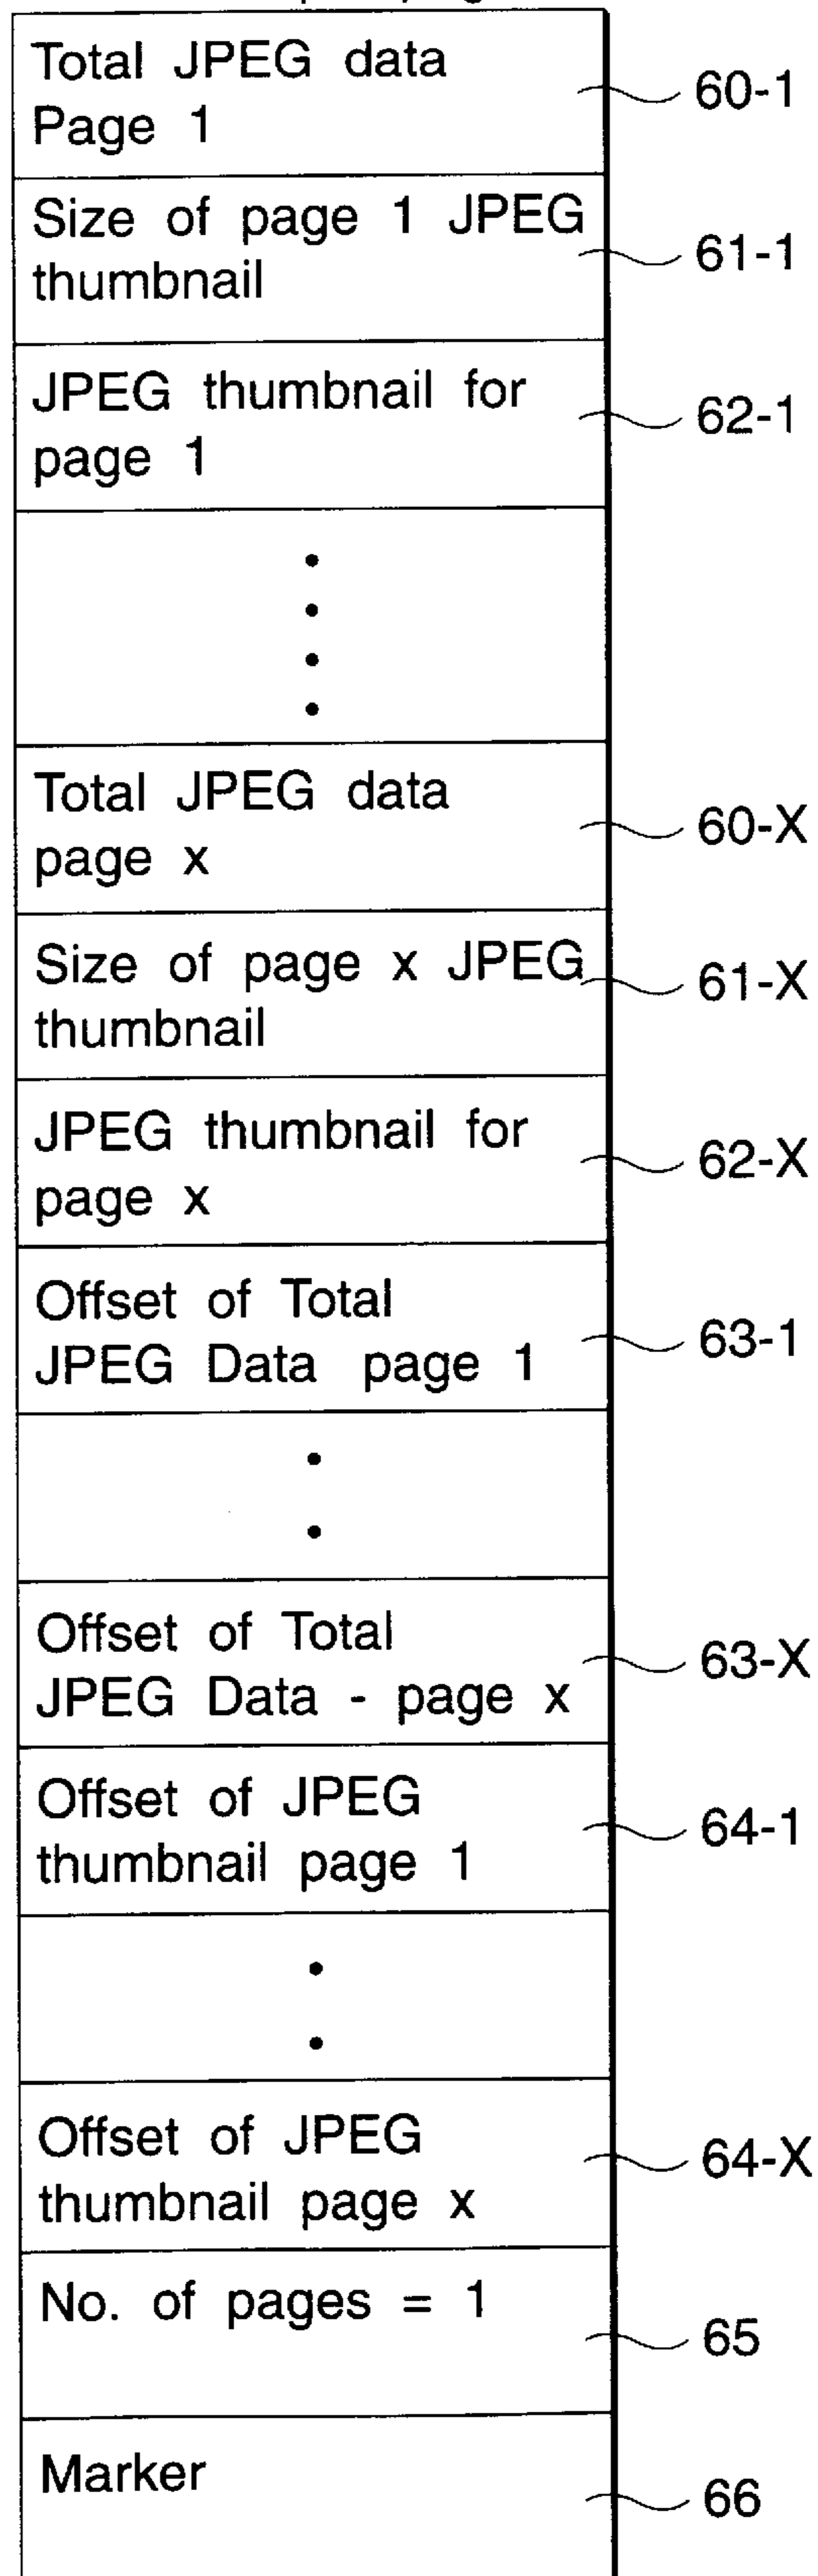 Total JPEG data 60-1
Page 1
Size of page 1 JPEG 61-1
thumbnail
JPEG thumbnail for 62-1
page 1
Total JPEG data 60-X
page x
Size of page x JPEG 61-X
thumbnail
JPEG thumbnail for 62-X
page x
Offset of Total 63-1
JPEG Data page 1
Offset of Total 63-X
JPEG Data - page x
Offset of JPEG 64-1
thumbnail page 1
Offset of JPEG 64-X
thumbnail page x
No. of pages = 1 65
Marker 66